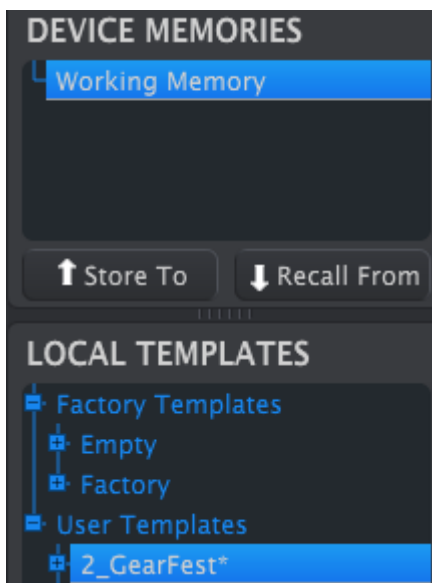 DEVICE MEMORIES
Working Memory
Store To Recall From
LOCAL TEMPLATES
Factory Templates
Empty
Factory
User Templates
2_GearFest*